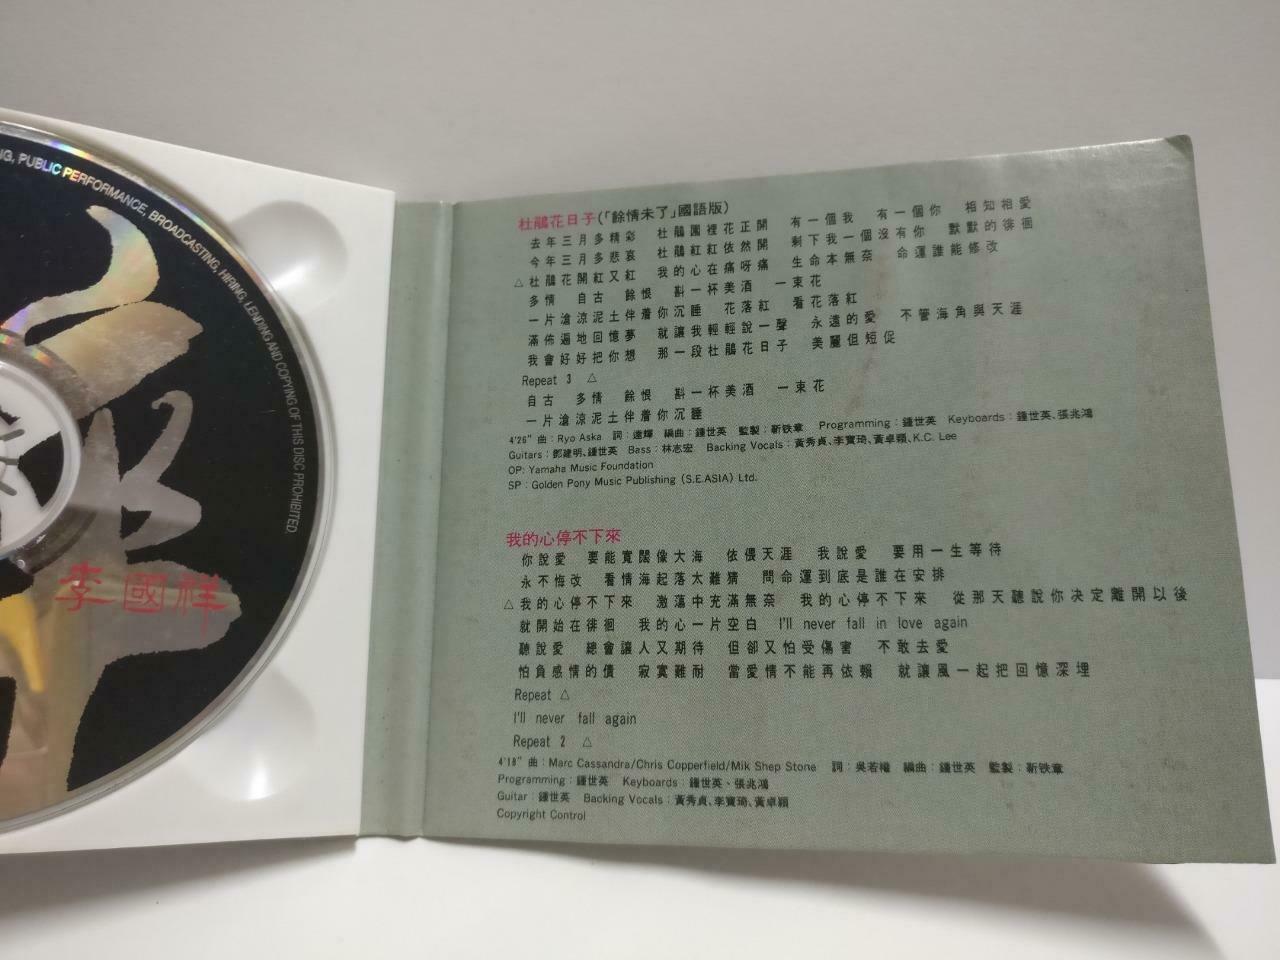 NG, PUBLIC PERFORMANCE, BROADCASTING, HIRING, LENDING AND COPYING OF THIS DISC PROHIBITED.
李國祥
杜鵑花日子(「餘情未了」國語版)
去年三月多精彩 杜鵑園裡花正開 有一個我 有一個你 相知相愛
今年三月多悲哀 杜鵑紅紅依然開 剩下我一個沒有你 默默的徘徊
△杜鵑花開紅又紅 我的心在痛呀痛 生命本無奈 命運誰能修改
多情 自古 餘恨 斟一杯美酒 一束花
一片滄涼泥土伴着你沉睡 花落紅 看花落紅
滿佈遍地回憶夢 就讓我輕輕說一聲 永遠的愛 不管海角與天涯
我會好好把你想 那一段杜鵑花日子 美麗但短促
Repeat 3 △
自古 多情 餘恨 斟一杯美酒 一束花
一片滄涼泥土伴着你沉睡
4'26" 曲：Ryo Aska 詞：遠輝 編曲：鍾世英 監製：靳铁章 Programming：鍾世英 Keyboards：鍾世英、張兆鴻
Guitars：鄧建明、鍾世英 Bass：林志宏 Backing Vocals：黃秀貞、李寶琦、黃卓穎、K.C. Lee
OP: Yamaha Music Foundation
SP：Golden Pony Music Publishing (S.E.ASIA) Ltd.
我的心停不下來
你說愛 要能寬闊像大海 依偎天涯 我說愛 要用一生等待
永不悔改 看情海起落太難猜 問命運到底是誰在安排
△我的心停不下來 激蕩中充滿無奈 我的心停不下來 從那天聽說你决定離開以後
就開始在徘徊 我的心一片空白 I'll never fall in love again
聽說愛 總會讓人又期待 但卻又怕受傷害 不敢去愛
怕負感情的債 寂寞難耐 當愛情不能再依賴 就讓風一起把回憶深埋
Repeat △
I'll never fall again
Repeat 2 △
4'18" 曲：Marc Cassandra/Chris Copperfield/Mik Shep Stone 詞：吳若權 編曲：鍾世英 監製：靳铁章
Programming：鍾世英 Keyboards：鍾世英、張兆鴻
Guitar：鍾世英 Backing Vocals：黃秀貞、李寶琦、黃卓穎
Copyright Control